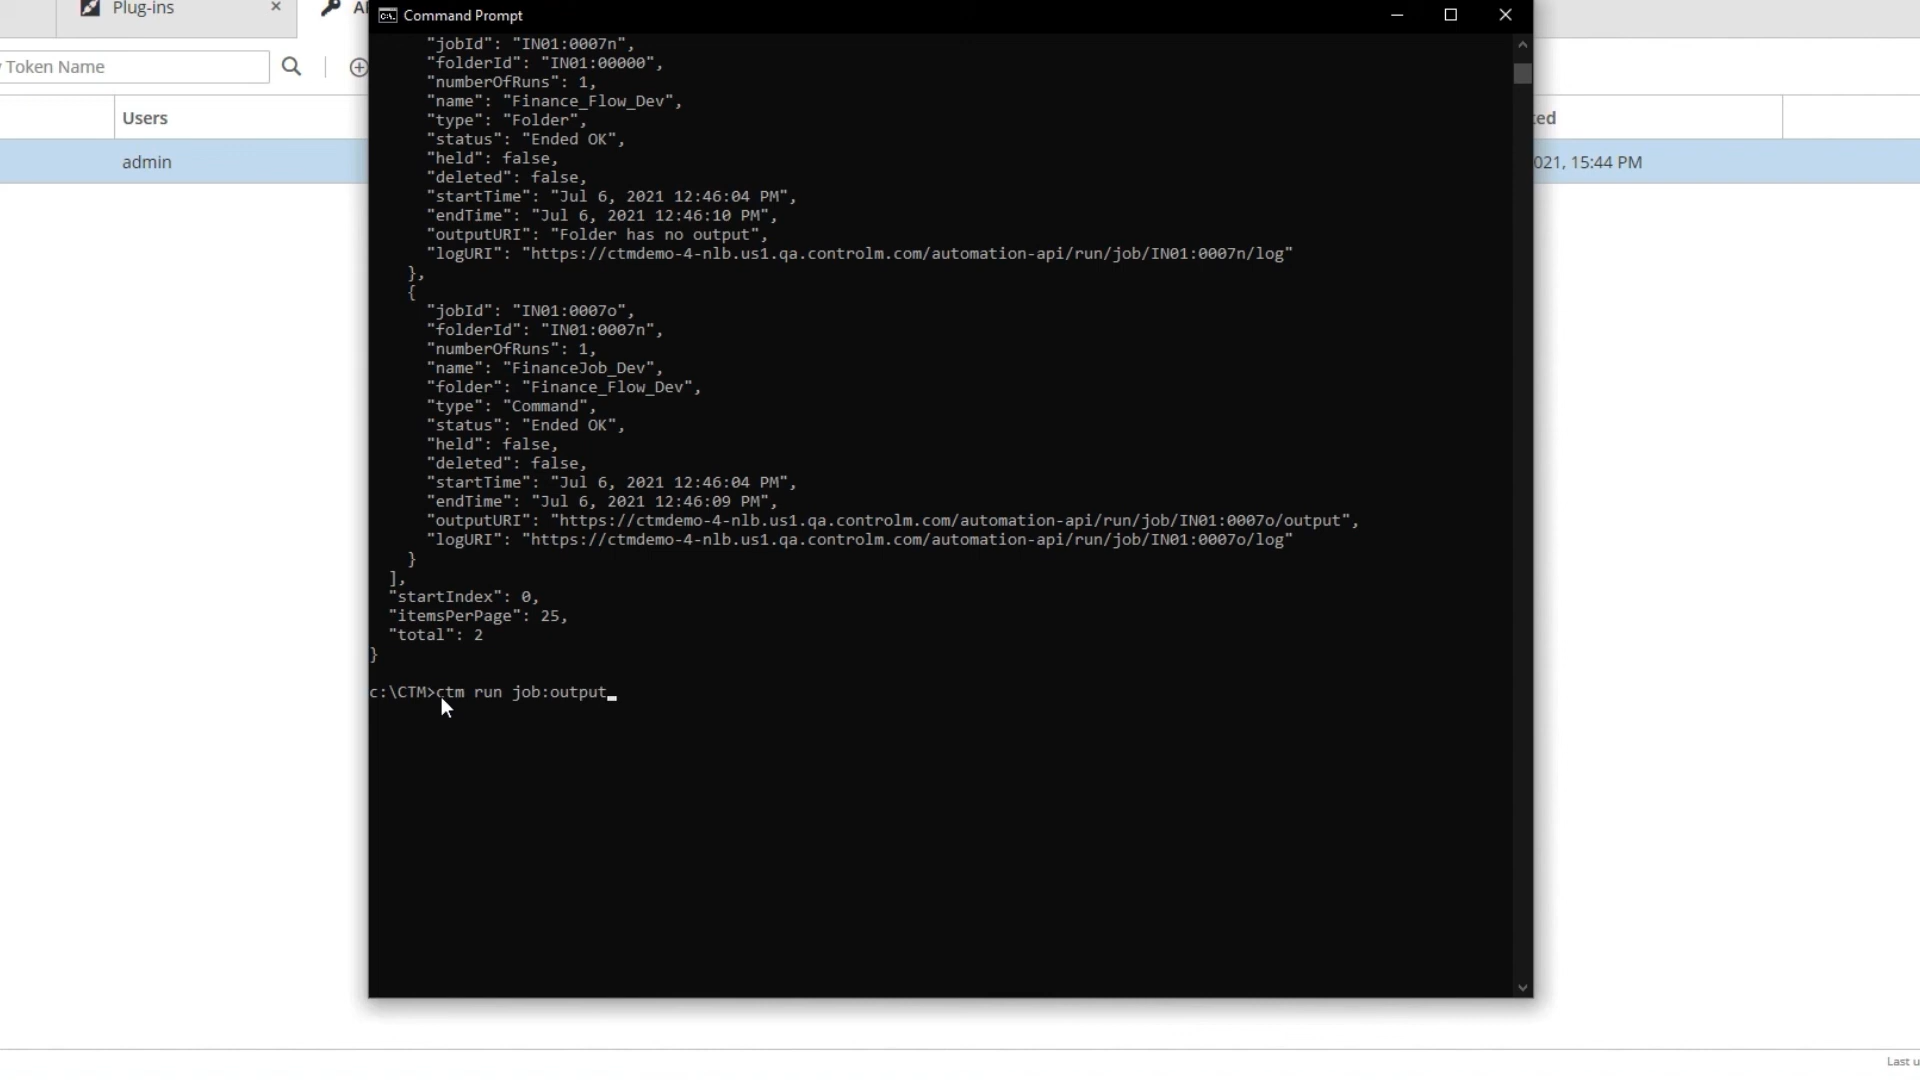 Plug-ins
Token Name
Users
admin
Command Prompt
"jobId": "IN01:0007n",
"folderId": "IN01:00000",
"numberOfRuns": 1,
"name": "Finance_Flow_Dev",
"type": "Folder",
"status": "Ended OK",
"held": false,
"deleted": false,
"startTime": "Jul 6, 2021 12:46:04 PM",
"endTime": "Jul 6, 2021 12:46:10 PM",
"outputURI": "Folder has no output",
"logURI": "https://ctmdemo-4-nlb.us1.qa.controlm.com/automation-api/run/job/IN01:0007n/log"
},
{
"jobId": "IN01:0007o",
"folderId": "IN01:0007n",
"numberOfRuns": 1,
"name": "FinanceJob_Dev",
"folder": "Finance_Flow_Dev",
"type": "Command",
"status": "Ended OK",
"held": false,
"deleted": false,
"startTime": "Jul 6, 2021 12:46:04 PM",
"endTime": "Jul 6, 2021 12:46:09 PM",
"outputURI": "https://ctmdemo-4-nlb.us1.qa.controlm.com/automation-api/run/job/IN01:0007o/output",
"logURI": "https://ctmdemo-4-nlb.us1.qa.controlm.com/automation-api/run/job/IN01:0007o/log"
}
],
"startIndex": 0,
"itemsPerPage": 25,
"total": 2
}
c:\CTM>ctm run job:output_
ted
021, 15:44 PM
Last u